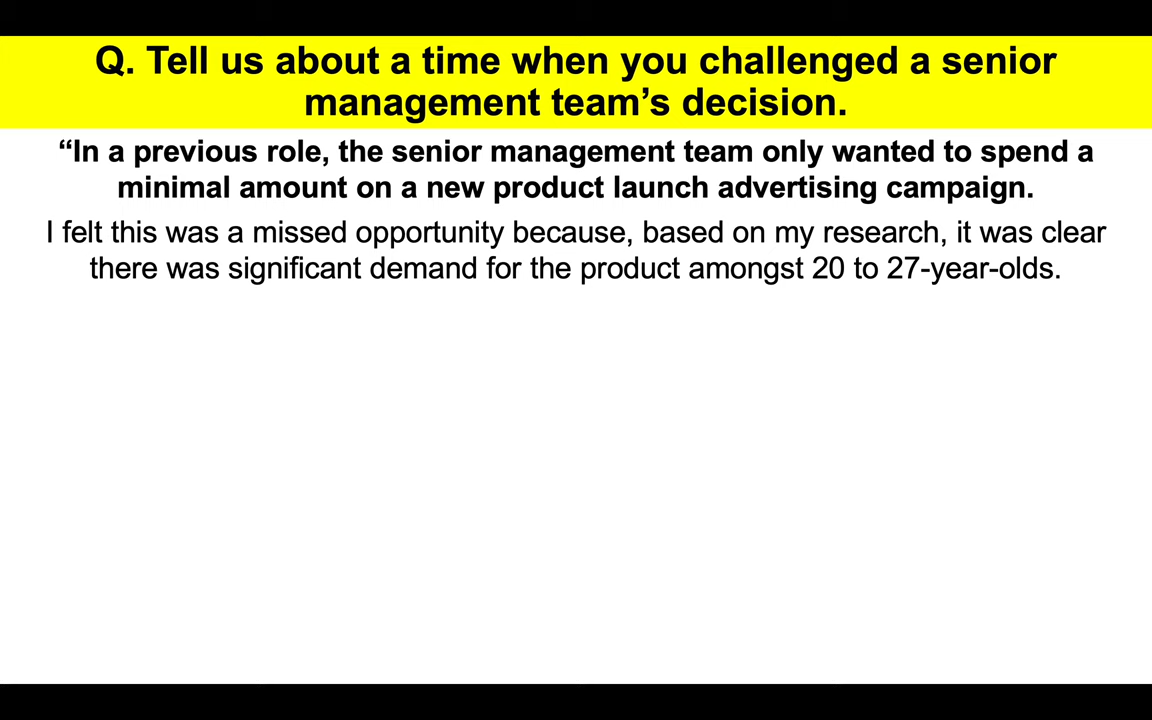 Q. Tell us about a time when you challenged a senior
management team’s decision.
“In a previous role, the senior management team only wanted to spend a
minimal amount on a new product launch advertising campaign.
I felt this was a missed opportunity because, based on my research, it was clear
there was significant demand for the product amongst 20 to 27-year-olds.